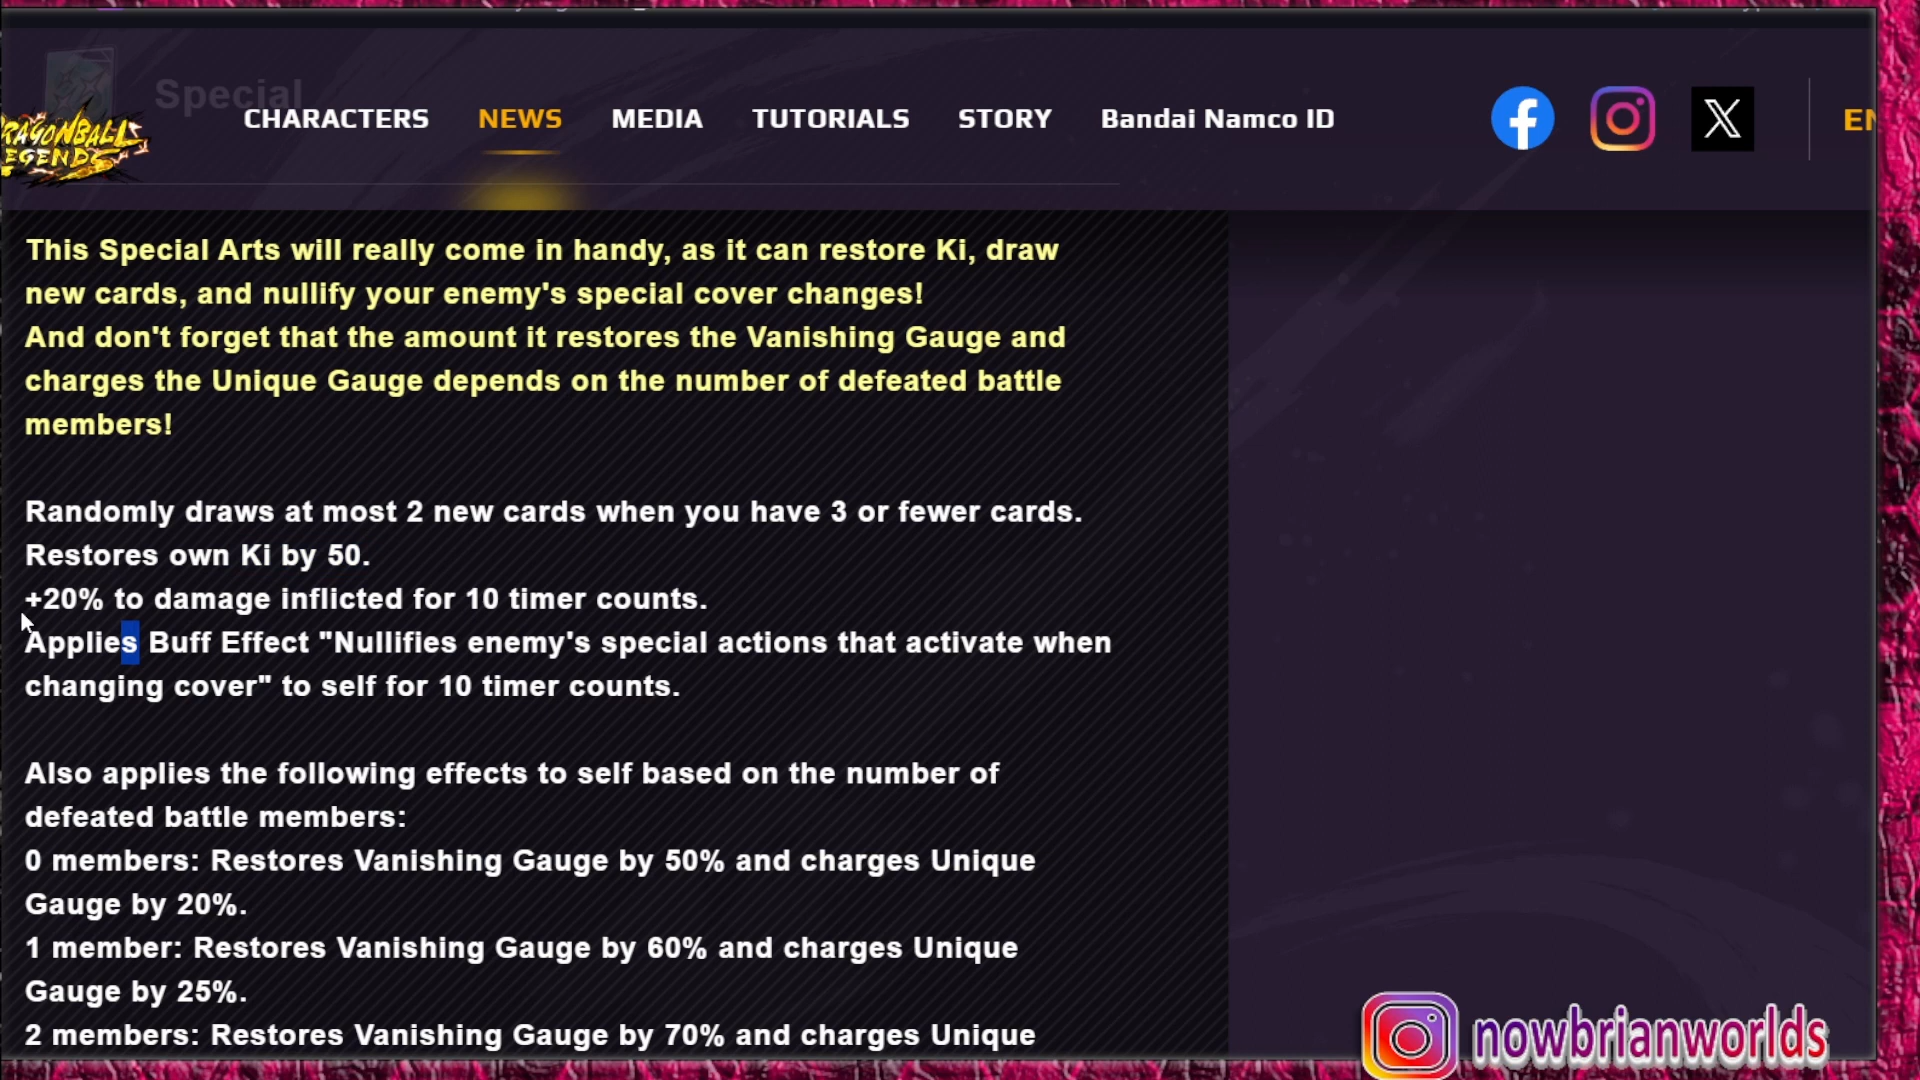 Special
DRAGONBALL
LEGENDS
CHARACTERS
NEWS
MEDIA
TUTORIALS
STORY
Bandai Namco ID
EN
This Special Arts will really come in handy, as it can restore Ki, draw
new cards, and nullify your enemy's special cover changes!
And don't forget that the amount it restores the Vanishing Gauge and
charges the Unique Gauge depends on the number of defeated battle
members!
Randomly draws at most 2 new cards when you have 3 or fewer cards.
Restores own Ki by 50.
+20% to damage inflicted for 10 timer counts.
Applies Buff Effect "Nullifies enemy's special actions that activate when
changing cover" to self for 10 timer counts.
Also applies the following effects to self based on the number of
defeated battle members:
0 members: Restores Vanishing Gauge by 50% and charges Unique
Gauge by 20%.
1 member: Restores Vanishing Gauge by 60% and charges Unique
Gauge by 25%.
2 members: Restores Vanishing Gauge by 70% and charges Unique
nowbrianworlds